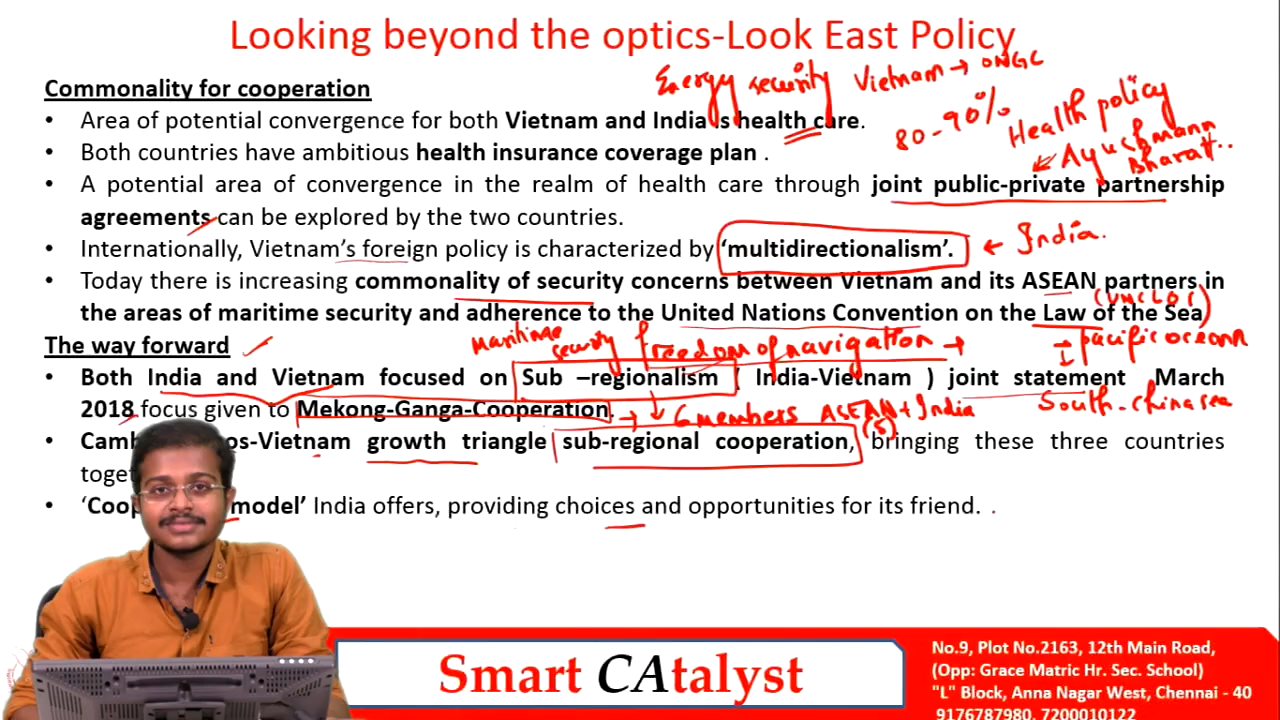 Looking beyond the optics-Look East Policy
Energy security Vietnam → ONGC
Commonality for cooperation
• Area of potential convergence for both Vietnam and India is health care.
80-90% Health policy
• Both countries have ambitious health insurance coverage plan .
Ayushmann
Bharat..
• A potential area of convergence in the realm of health care through joint public-private partnership
agreements can be explored by the two countries.
• Internationally, Vietnam's foreign policy is characterized by 'multidirectionalism'. ← India.
• Today there is increasing commonality of security concerns between Vietnam and its ASEAN partners in
(UNCLOS)
the areas of maritime security and adherence to the United Nations Convention on the Law of the Sea
The way forward
Maritime
security freedom of navigation →
pacific ocean
• Both India and Vietnam focused on Sub –regionalism ( India-Vietnam ) joint statement March
South-china sea
2018 focus given to Mekong-Ganga-Cooperation. → 6 members ASEAN + India
(5)
• Camb os-Vietnam growth triangle sub-regional cooperation, bringing these three countries
toget
• 'Coop model' India offers, providing choices and opportunities for its friend. .
Smart CAtalyst
No.9, Plot No.2163, 12th Main Road,
(Opp: Grace Matric Hr. Sec. School)
"L" Block, Anna Nagar West, Chennai - 40
9176787980, 7200010122